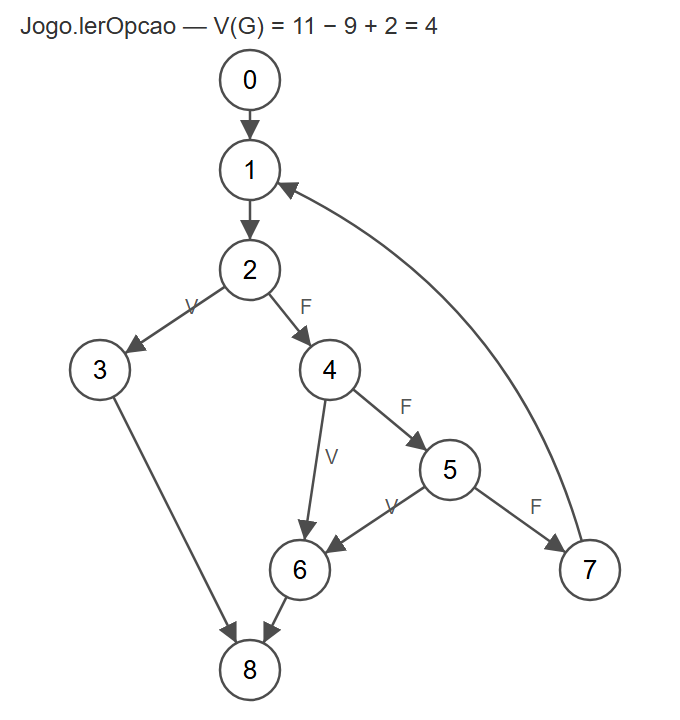 Jogo.lerOpcao — V(G) = 11 − 9 + 2 = 4
0
1
2
V
F
3
4
F
V
5
V
F
6
7
8